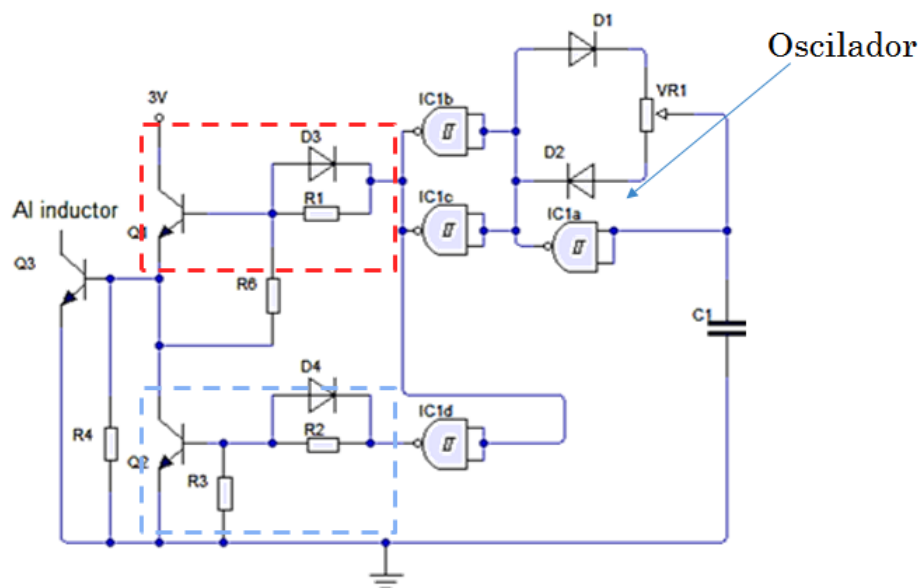 D1
Oscilador
3V
IC1b
VR1
D3
D2
R1
Al inductor
Q1
IC1c
IC1a
Q3
R6
C1
D4
R4
R2
IC1d
Q2
R3